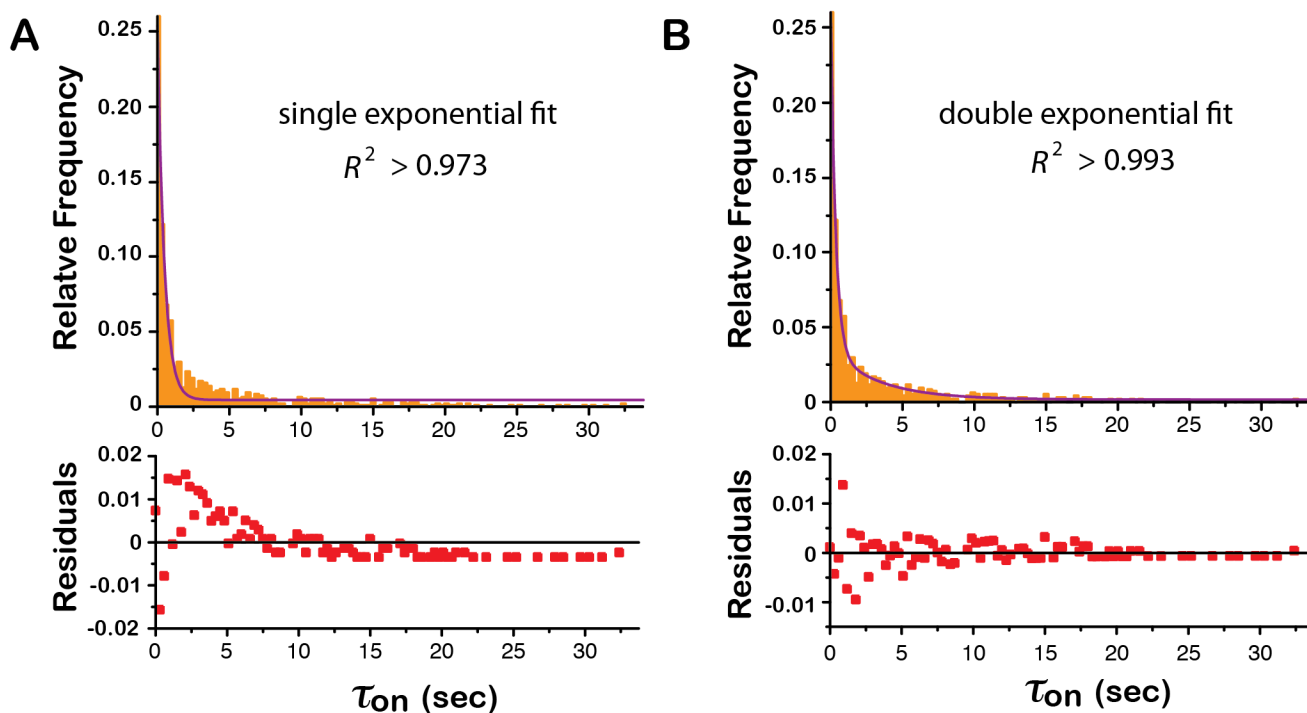 A
Relatve Frequency
0.25
0.20
0.15
0.10
0.05
0
single exponential fit
R² > 0.973
0 5 10 15 20 25 30
Residuals
0.02
0.01
0
-0.01
-0.02
0 5 10 15 20 25 30
τon (sec)
B
Relative Frequency
0.25
0.20
0.15
0.10
0.05
0
double exponential fit
R² > 0.993
0 5 10 15 20 25 30
Residuals
0.02
0.01
0
-0.01
0 5 10 15 20 25 30
τon (sec)